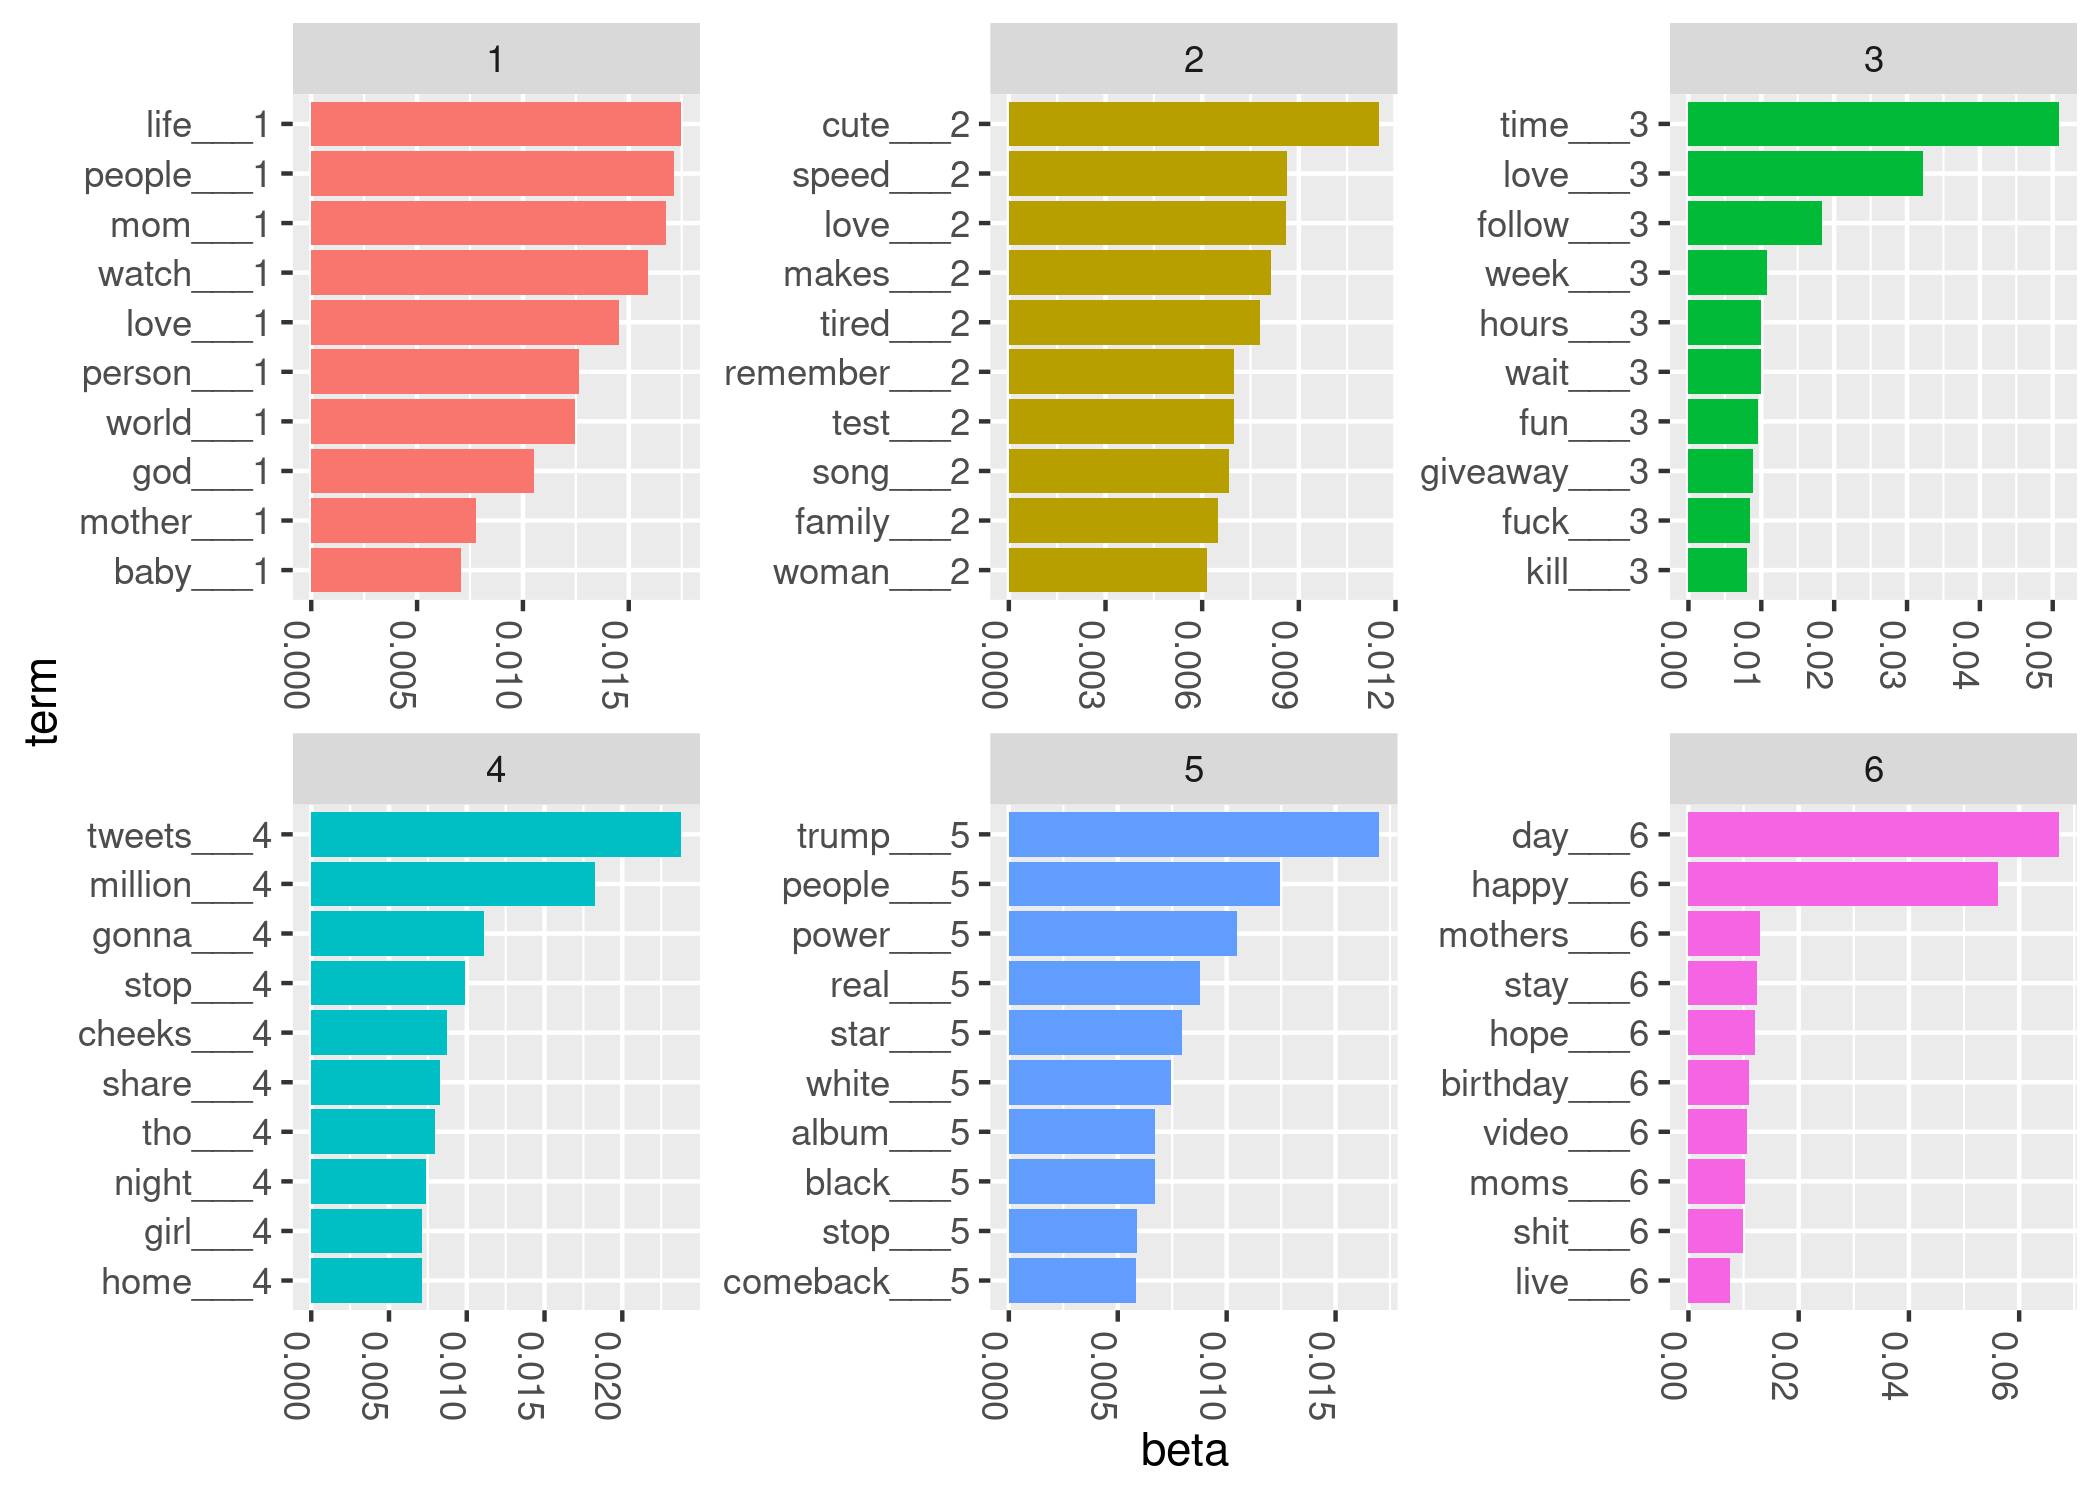 1
life___1
people___1
mom___1
watch___1
love___1
person___1
world___1
god___1
mother___1
baby___1
0.000 0.005 0.010 0.015
2
cute___2
speed___2
love___2
makes___2
tired___2
remember___2
test___2
song___2
family___2
woman___2
0.000 0.003 0.006 0.009 0.012
3
time___3
love___3
follow___3
week___3
hours___3
wait___3
fun___3
giveaway___3
fuck___3
kill___3
0.00 0.01 0.02 0.03 0.04 0.05
term
4
tweets___4
million___4
gonna___4
stop___4
cheeks___4
share___4
tho___4
night___4
girl___4
home___4
0.000 0.005 0.010 0.015 0.020
5
trump___5
people___5
power___5
real___5
star___5
white___5
album___5
black___5
stop___5
comeback___5
0.000 0.005 0.010 0.015
6
day___6
happy___6
mothers___6
stay___6
hope___6
birthday___6
video___6
moms___6
shit___6
live___6
0.00 0.02 0.04 0.06
beta